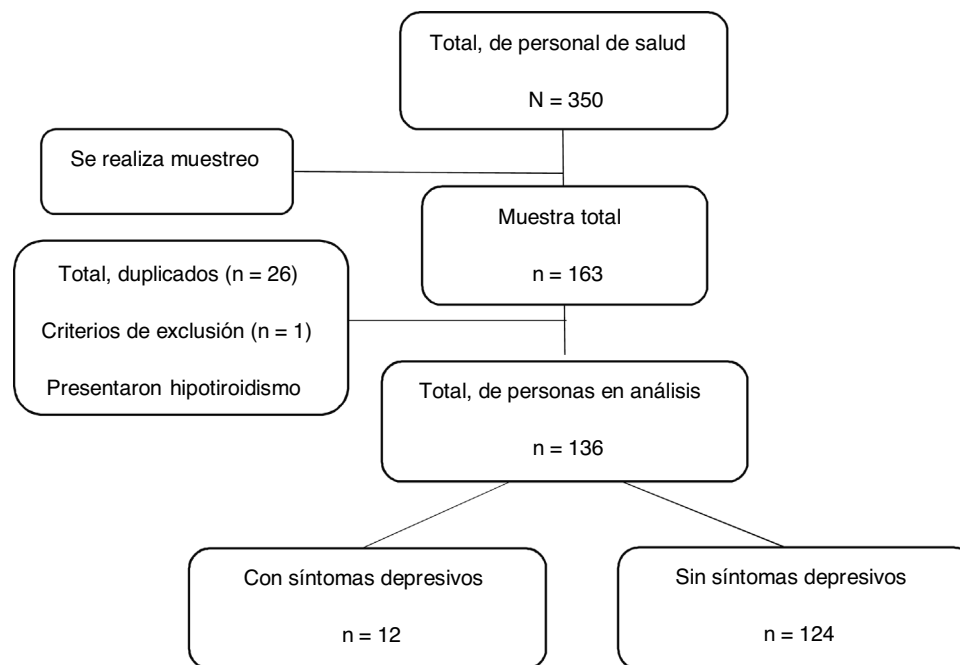 Total, de personal de salud
N = 350
Se realiza muestreo
Muestra total
n = 163
Total, duplicados (n = 26)
Criterios de exclusión (n = 1)
Presentaron hipotiroidismo
Total, de personas en análisis
n = 136
Con síntomas depresivos
n = 12
Sin síntomas depresivos
n = 124